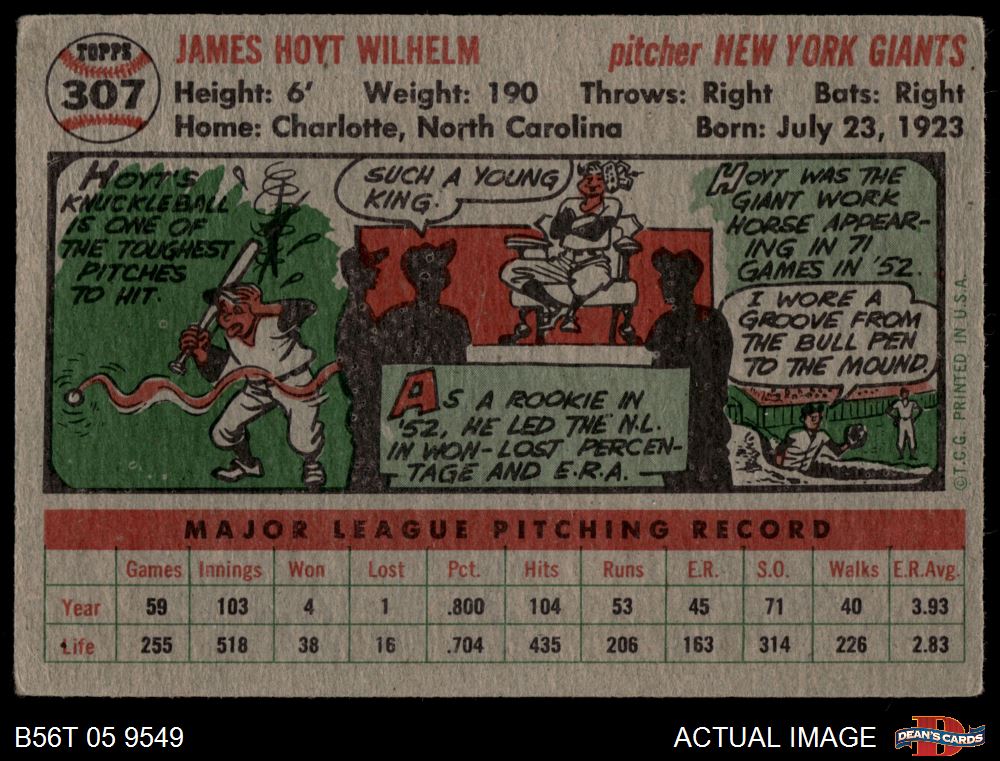 TOPPS
307
JAMES HOYT WILHELM
pitcher NEW YORK GIANTS
Height: 6' Weight: 190 Throws: Right Bats: Right
Home: Charlotte, North Carolina Born: July 23, 1923
HOYT'S
KNUCKLEBALL
IS ONE OF
THE TOUGHEST
PITCHES
TO HIT.
SUCH A YOUNG
KING.
AS A ROOKIE IN
'52, HE LED THE N.L.
IN WON-LOST PERCEN-
TAGE AND E.R.A.
HOYT WAS THE
GIANT WORK
HORSE APPEAR-
ING IN 71
GAMES IN '52.
I WORE A
GROOVE FROM
THE BULL PEN
TO THE MOUND.
©T.C.G. PRINTED IN U.S.A.
MAJOR LEAGUE PITCHING RECORD
Games Innings Won Lost Pct. Hits Runs E.R. S.O. Walks E.R.Avg.
Year 59 103 4 1 .800 104 53 45 71 40 3.93
Life 255 518 38 16 .704 435 206 163 314 226 2.83
B56T 05 9549
ACTUAL IMAGE
DEAN'S CARDS